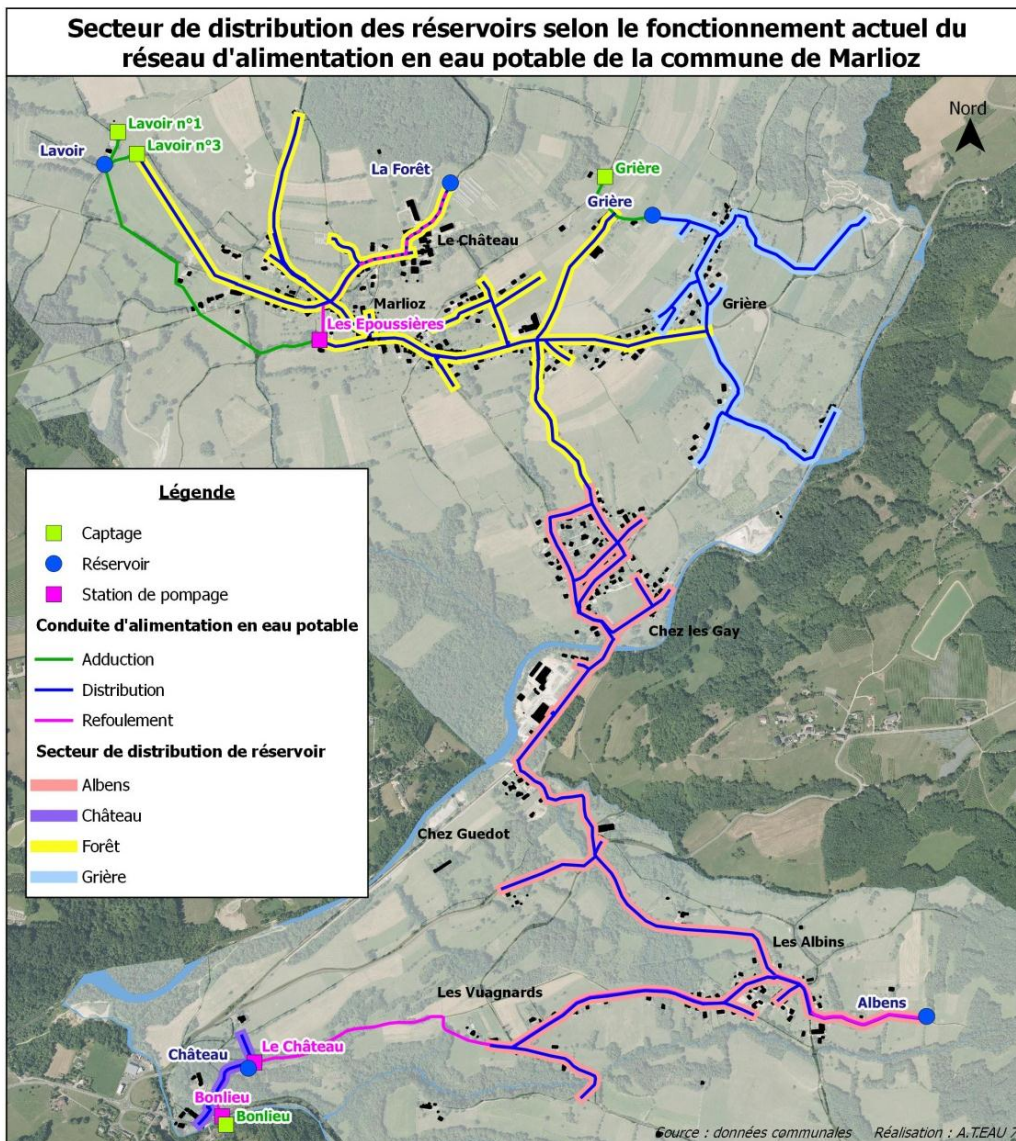 Secteur de distribution des réservoirs selon le fonctionnement actuel du
réseau d'alimentation en eau potable de la commune de Marlioz
Nord
Lavoir n°1
Lavoir n°3
Lavoir
La Forêt
Grière
Grière
Le Château
Marlioz
Grière
Les Epoussières
Légende
Captage
Réservoir
Station de pompage
Conduite d'alimentation en eau potable
Adduction
Distribution
Refoulement
Secteur de distribution de réservoir
Albens
Château
Forêt
Grière
Chez les Gay
Chez Guedot
Les Albins
Les Vuagnards
Albens
Château
Le Château
Bonlieu
Bonlieu
Source : données communales Réalisation : A.T.EAU 7